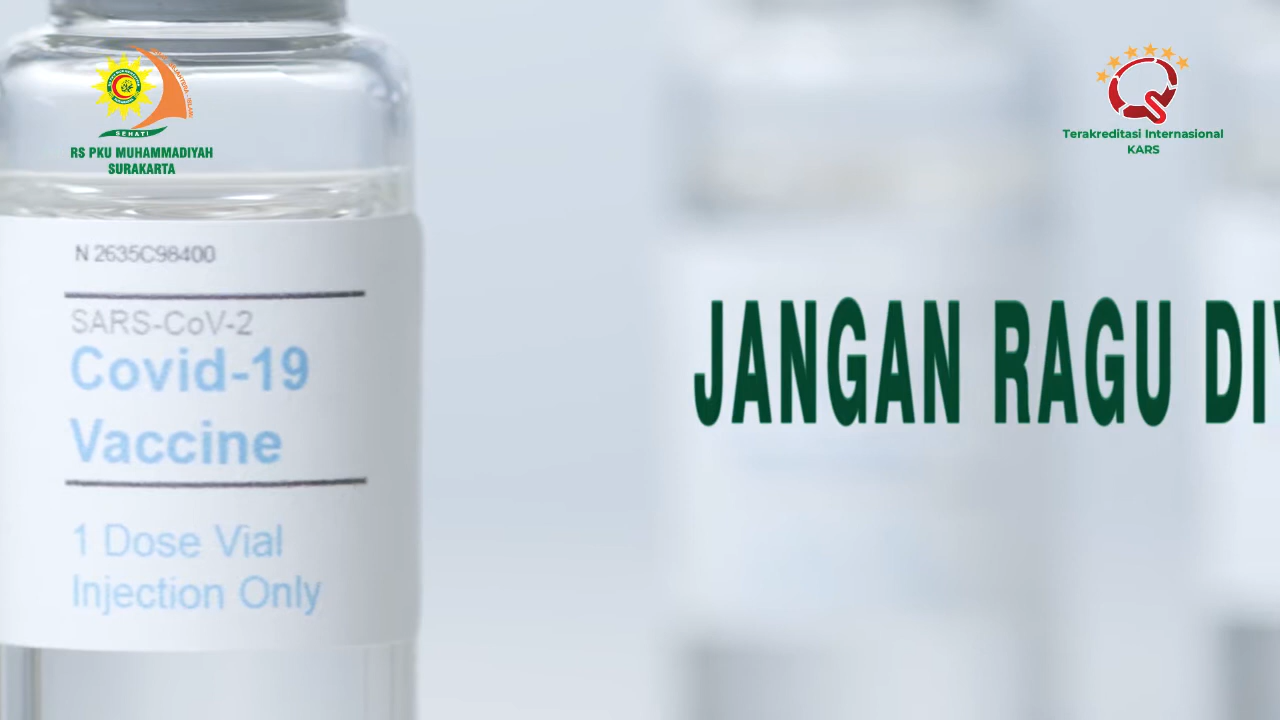 SEHATI
RS PKU MUHAMMADIYAH
SURAKARTA
Terakreditasi Internasional
KARS
N 2635C98400
SARS-CoV-2
Covid-19
Vaccine
1 Dose Vial
Injection Only
JANGAN RAGU